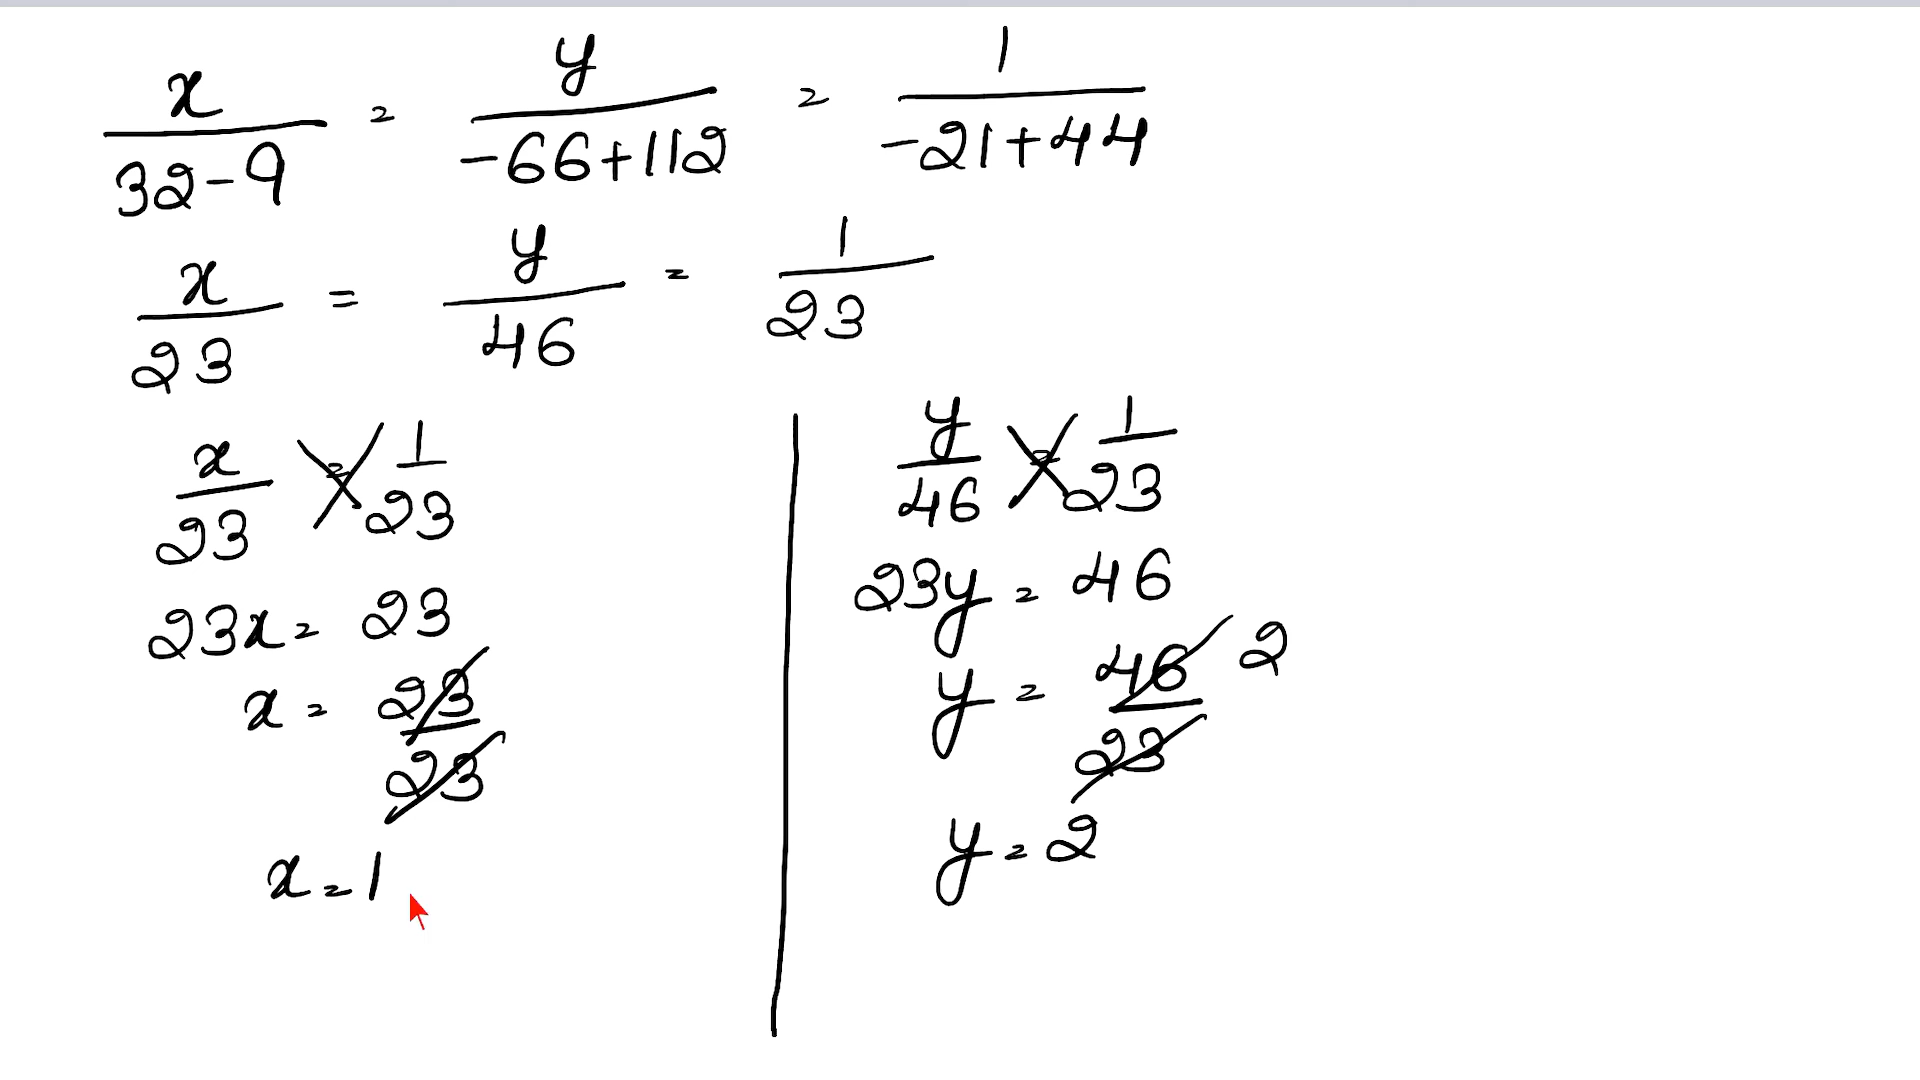 x/(32-9) = y/(-66+112) = 1/(-21+44)
x/23 = y/46 = 1/23
x/23 = 1/23
23x = 23
x = 23/23
x = 1
y/46 = 1/23
23y = 46
y = 46/23 2
y = 2